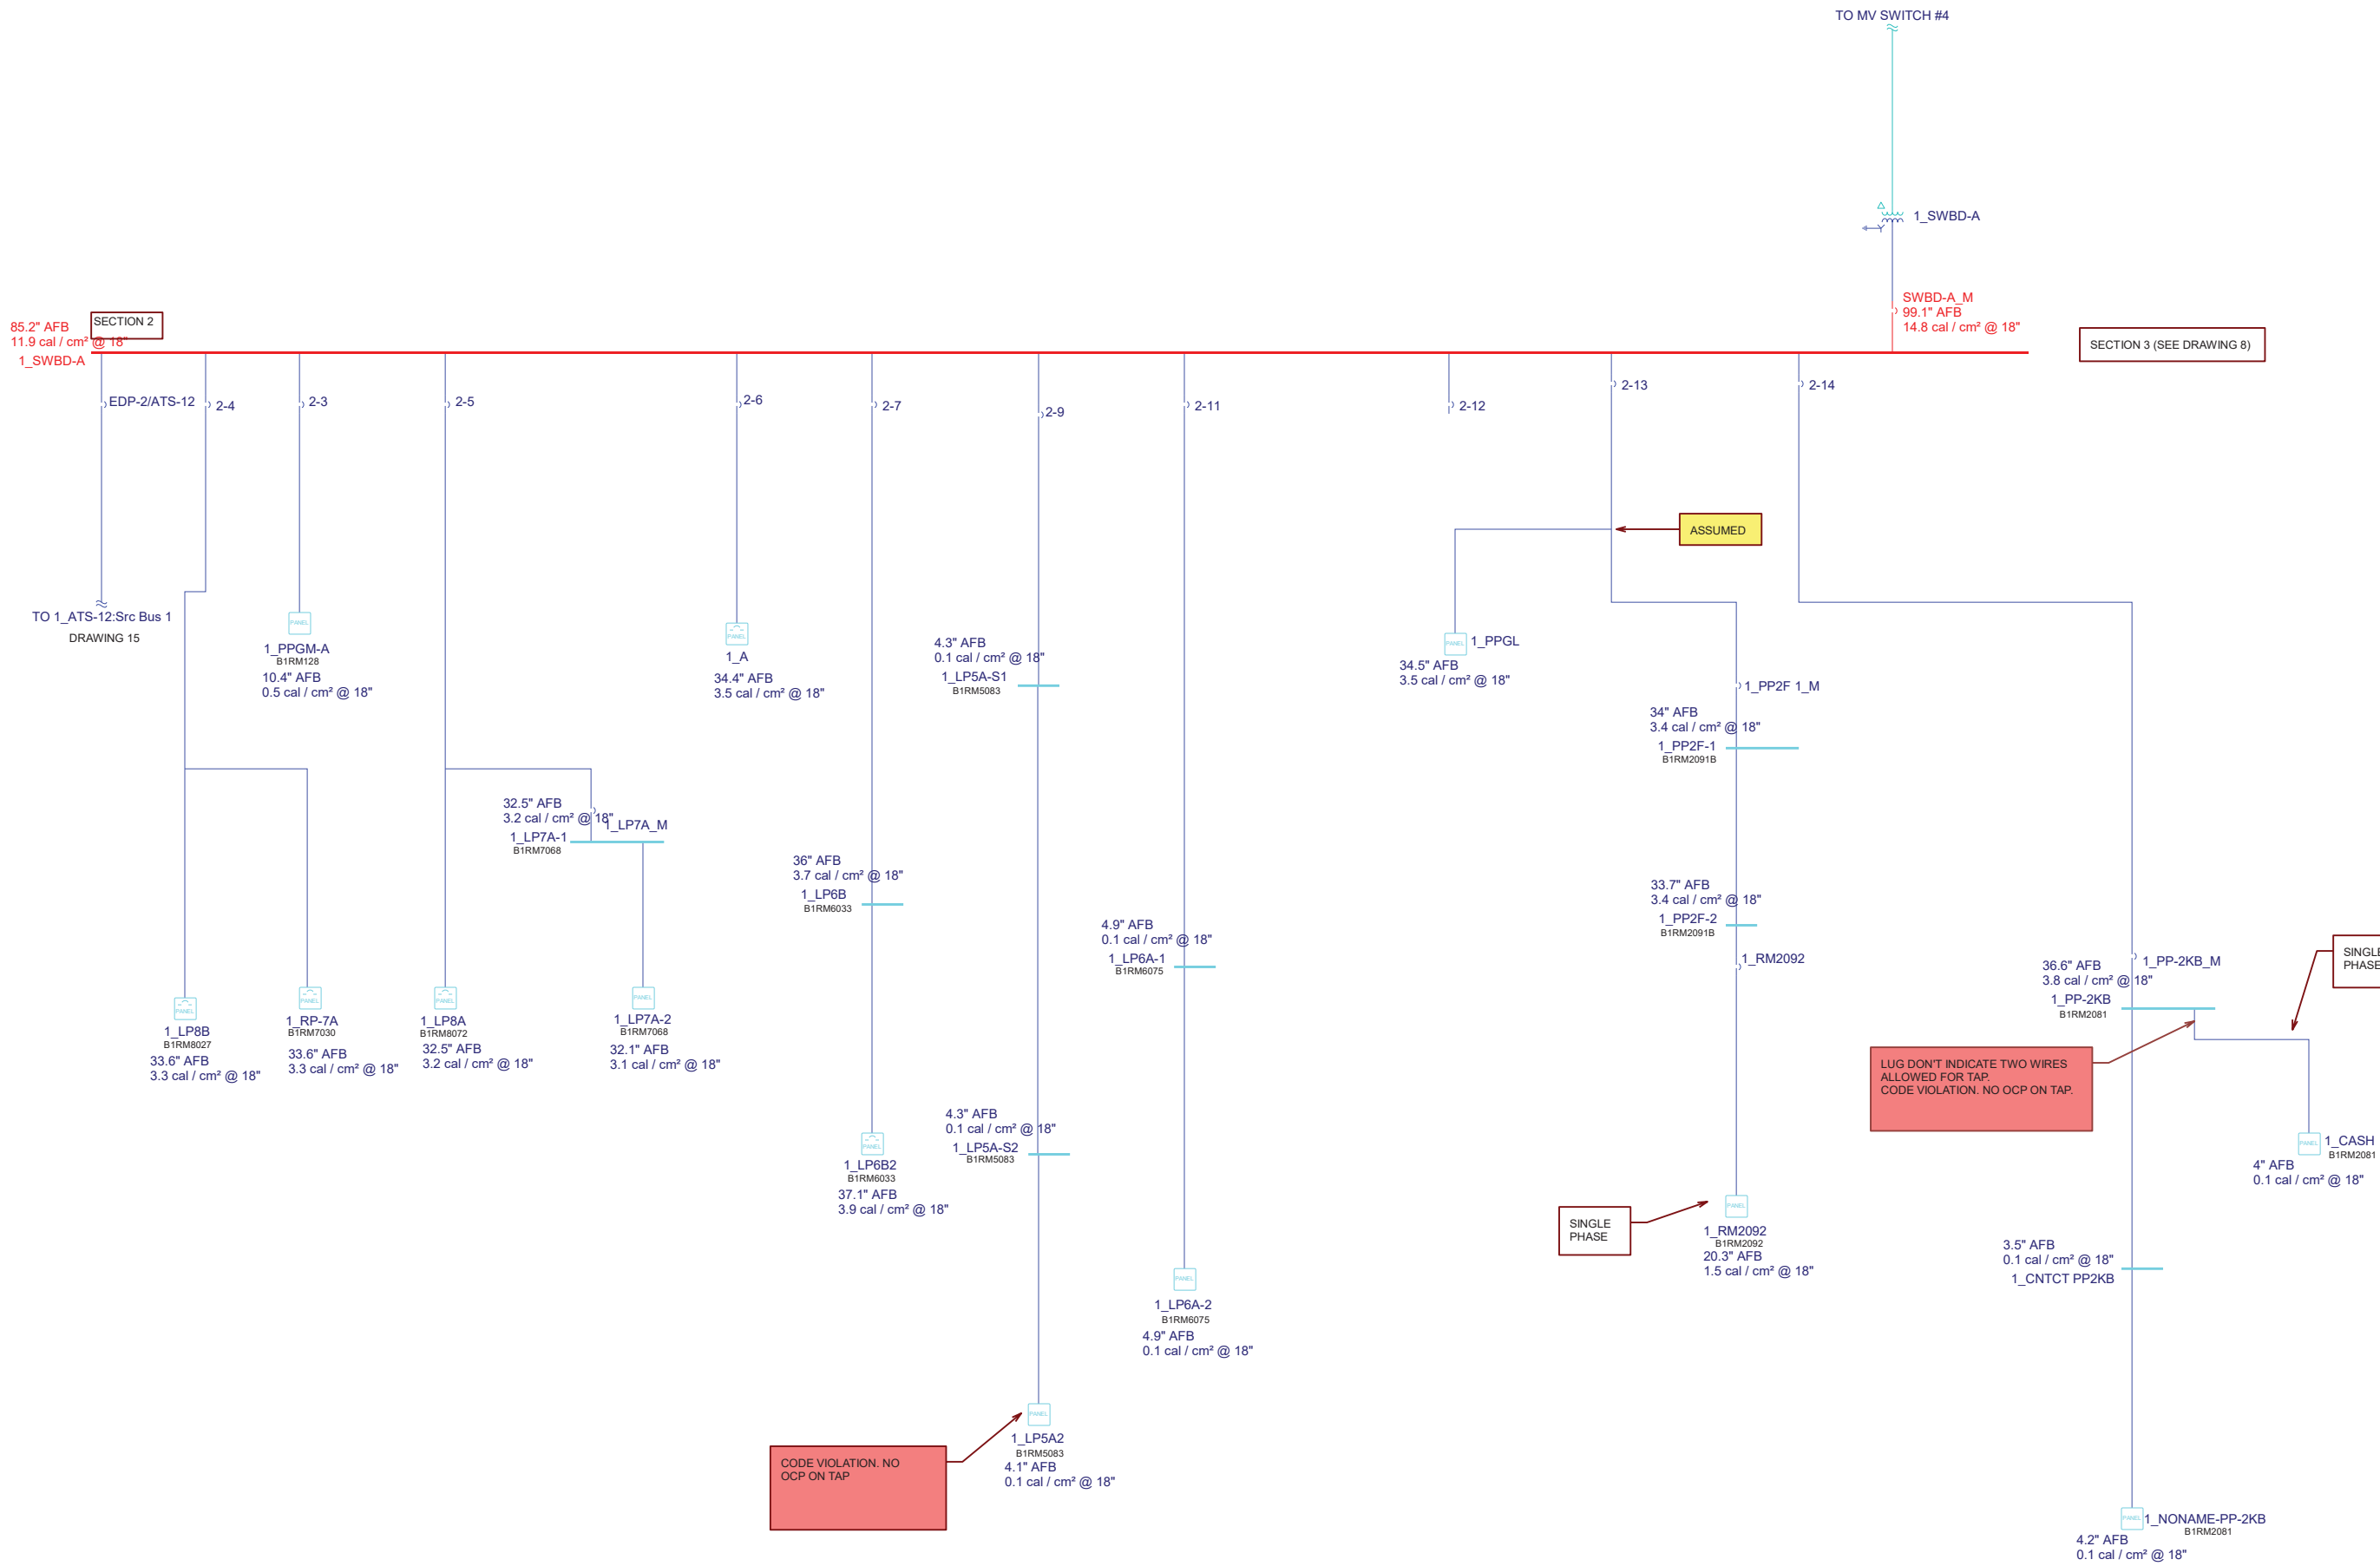 TO MV SWITCH #4
1_SWBD-A
SWBD-A_M
99.1" AFB
14.8 cal / cm² @ 18"
SECTION 2
85.2" AFB
11.9 cal / cm² @ 18"
1_SWBD-A
SECTION 3 (SEE DRAWING 8)
EDP-2/ATS-12
2-4
2-3
2-5
2-6
2-7
2-9
2-11
2-12
2-13
2-14
ASSUMED
TO 1_ATS-12:Src Bus 1
DRAWING 15
PANEL
1_PPGM-A
B1RM128
10.4" AFB
0.5 cal / cm² @ 18"
PANEL
1_A
34.4" AFB
3.5 cal / cm² @ 18"
4.3" AFB
0.1 cal / cm² @ 18"
1_LP5A-S1
B1RM5083
PANEL
1_PPGL
34.5" AFB
3.5 cal / cm² @ 18"
1_PP2F 1_M
34" AFB
3.4 cal / cm² @ 18"
1_PP2F-1
B1RM2091B
32.5" AFB
3.2 cal / cm² @ 18"
1_LP7A_M
1_LP7A-1
B1RM7068
36" AFB
3.7 cal / cm² @ 18"
1_LP6B
B1RM6033
4.9" AFB
0.1 cal / cm² @ 18"
1_LP6A-1
B1RM6075
33.7" AFB
3.4 cal / cm² @ 18"
1_PP2F-2
B1RM2091B
1_RM2092
36.6" AFB
3.8 cal / cm² @ 18"
1_PP-2KB_M
1_PP-2KB
B1RM2081
SINGLE
PHASE
PANEL
1_LP8B
B1RM8027
33.6" AFB
3.3 cal / cm² @ 18"
PANEL
1_RP-7A
B1RM7030
33.6" AFB
3.3 cal / cm² @ 18"
PANEL
1_LP8A
B1RM8072
32.5" AFB
3.2 cal / cm² @ 18"
PANEL
1_LP7A-2
B1RM7068
32.1" AFB
3.1 cal / cm² @ 18"
LUG DON'T INDICATE TWO WIRES
ALLOWED FOR TAP.
CODE VIOLATION. NO OCP ON TAP.
4.3" AFB
0.1 cal / cm² @ 18"
1_LP5A-S2
B1RM5083
PANEL
1_LP6B2
B1RM6033
37.1" AFB
3.9 cal / cm² @ 18"
PANEL
1_CASH
B1RM2081
4" AFB
0.1 cal / cm² @ 18"
SINGLE
PHASE
PANEL
1_RM2092
B1RM2092
20.3" AFB
1.5 cal / cm² @ 18"
3.5" AFB
0.1 cal / cm² @ 18"
1_CNTCT PP2KB
PANEL
1_LP6A-2
B1RM6075
4.9" AFB
0.1 cal / cm² @ 18"
CODE VIOLATION. NO
OCP ON TAP
PANEL
1_LP5A2
B1RM5083
4.1" AFB
0.1 cal / cm² @ 18"
PANEL
1_NONAME-PP-2KB
B1RM2081
4.2" AFB
0.1 cal / cm² @ 18"